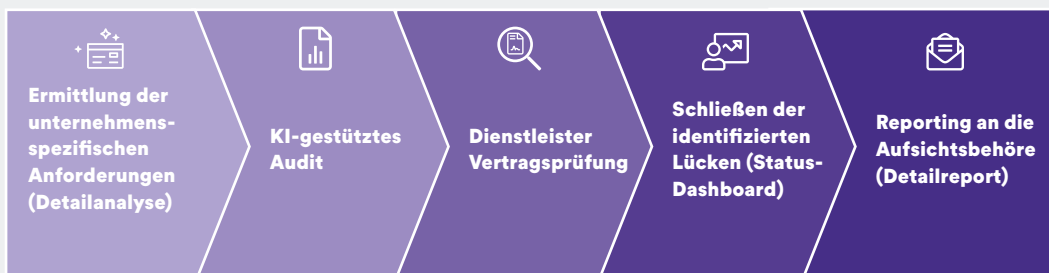 Ermittlung der
unternehmens-
spezifischen
Anforderungen
(Detailanalyse)
KI-gestütztes
Audit
Dienstleister
Vertragsprüfung
Schließen der
identifizierten
Lücken (Status-
Dashboard)
Reporting an die
Aufsichtsbehöre
(Detailreport)